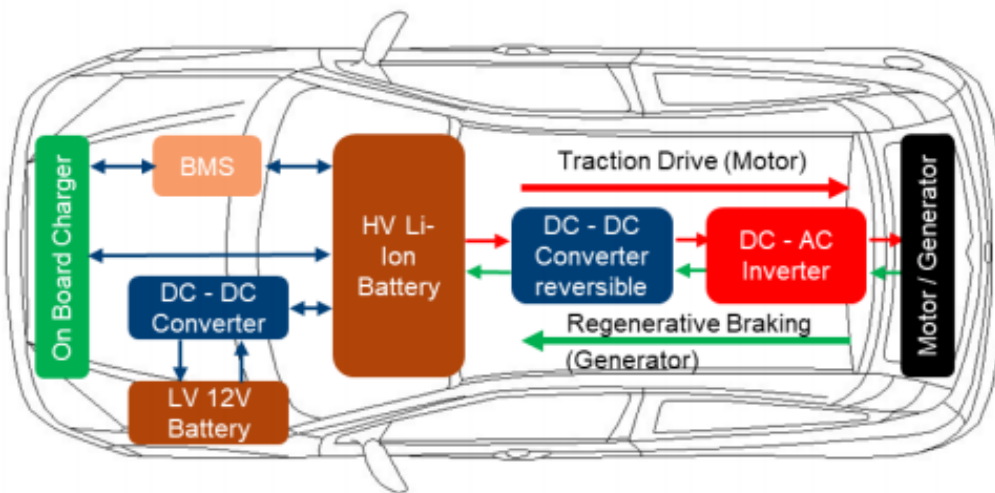 On Board Charger
BMS
DC - DC
Converter
LV 12V
Battery
HV Li-
Ion
Battery
Traction Drive (Motor)
DC - DC
Converter
reversible
DC - AC
Inverter
Regenerative Braking
(Generator)
Motor / Generator